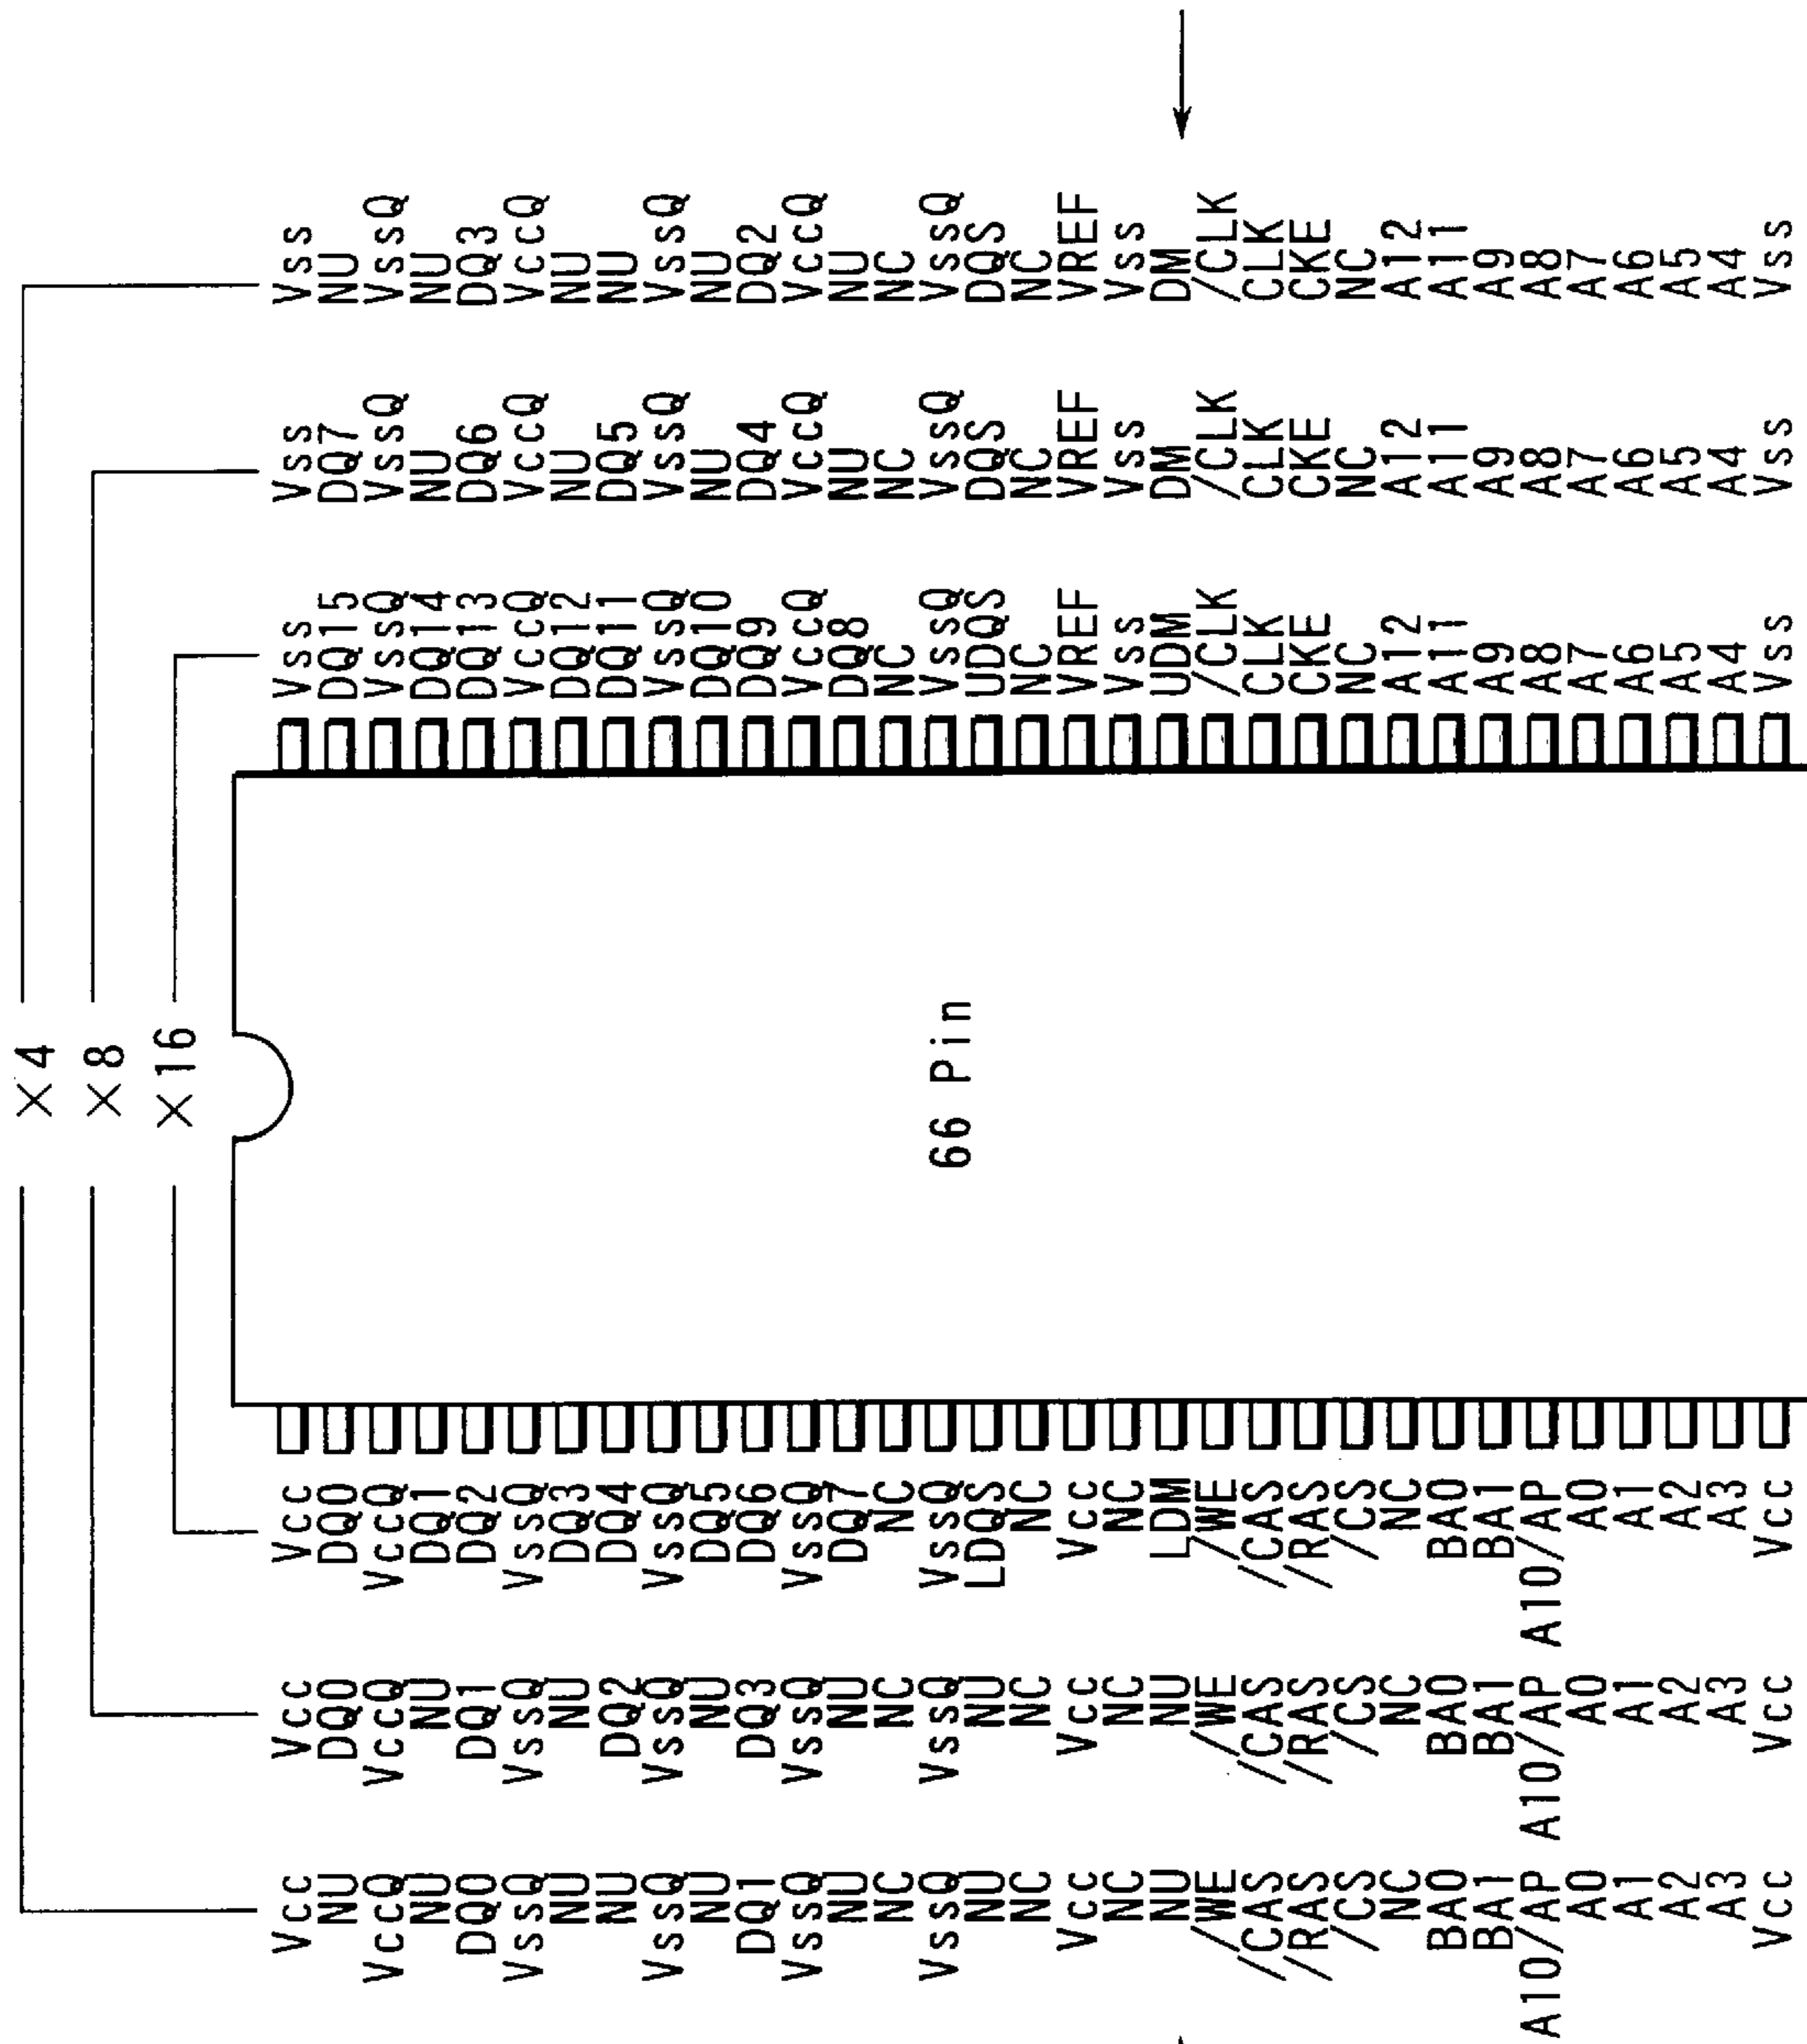 ×4
×8
×16
Vcc Vcc Vcc Vss Vss Vss
NU DQ0 DQ0 DQ15 DQ7 NU
VccQ VccQ VccQ VssQ VssQ VssQ
NU NU DQ1 DQ14 NU NU
DQ0 DQ1 DQ2 DQ13 DQ6 DQ3
VssQ VssQ VssQ VccQ VccQ VccQ
NU NU DQ3 DQ12 NU NU
NU DQ2 DQ4 DQ11 DQ5 NU
VssQ VssQ VssQ VssQ VssQ VssQ
NU NU DQ5 DQ10 NU NU
DQ1 DQ3 DQ6 DQ9 DQ4 DQ2
VssQ VssQ VssQ VccQ VccQ VccQ
NU NU DQ7 DQ8 NU NU
NC NC NC NC NC NC
VssQ VssQ VssQ 66 Pin VssQ VssQ VssQ
NU NU LDQS UDQS DQS DQS
NC NC NC NC NC NC
Vcc Vcc Vcc VREF VREF VREF
NC NC NC Vss Vss Vss
NU NU LDM UDM DM DM
/WE /WE /WE /CLK /CLK /CLK
/CAS /CAS /CAS CLK CLK CLK
/RAS /RAS /RAS CKE CKE CKE
/CS /CS /CS NC NC NC
NC NC NC A12 A12 A12
BA0 BA0 BA0 A11 A11 A11
BA1 BA1 BA1 A9 A9 A9
A10/AP A10/AP A10/AP A8 A8 A8
A0 A0 A0 A7 A7 A7
A1 A1 A1 A6 A6 A6
A2 A2 A2 A5 A5 A5
A3 A3 A3 A4 A4 A4
Vcc Vcc Vcc Vss Vss Vss